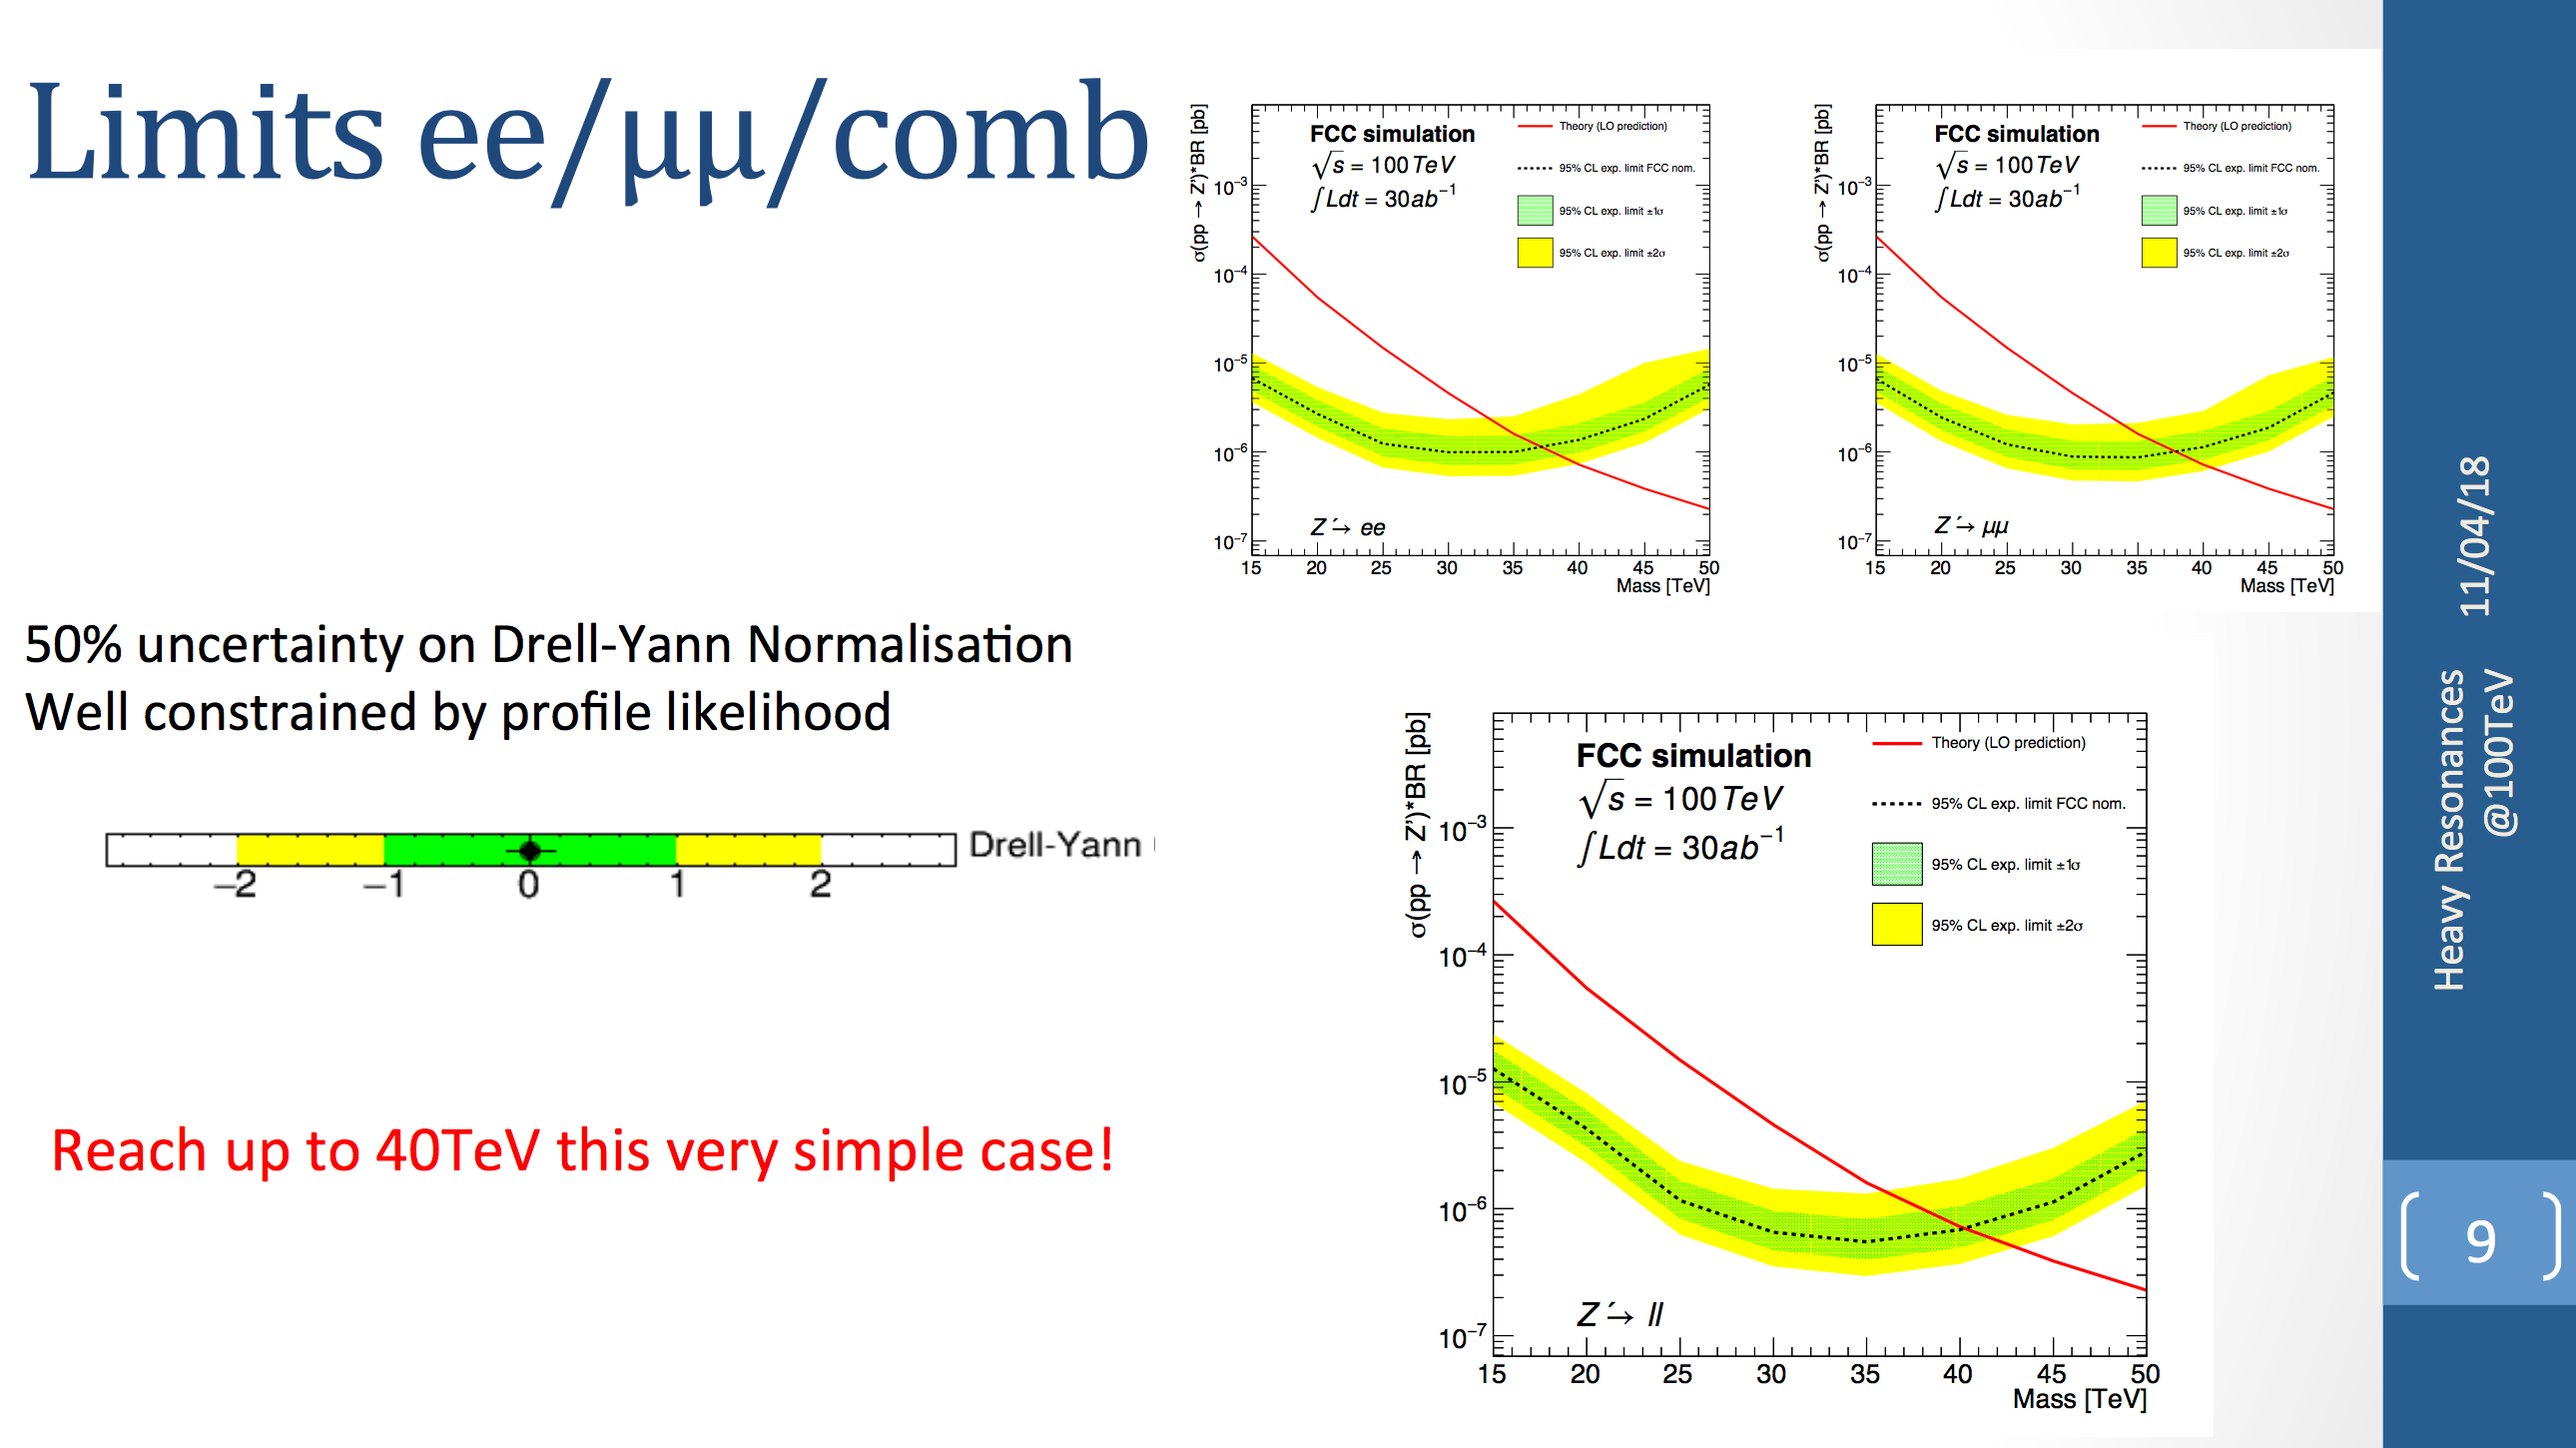 Limits ee/μμ/comb
σ(pp → Z')*BR [pb]
FCC simulation
√s = 100 TeV
∫Ldt = 30ab⁻¹
Theory (LO prediction)
95% CL exp. limit FCC nom.
95% CL exp. limit ±1σ
95% CL exp. limit ±2σ
10⁻³
10⁻⁴
10⁻⁵
10⁻⁶
10⁻⁷
Z′→ ee
15 20 25 30 35 40 45 50
Mass [TeV]
σ(pp → Z')*BR [pb]
FCC simulation
√s = 100 TeV
∫Ldt = 30ab⁻¹
Theory (LO prediction)
95% CL exp. limit FCC nom.
95% CL exp. limit ±1σ
95% CL exp. limit ±2σ
10⁻³
10⁻⁴
10⁻⁵
10⁻⁶
10⁻⁷
Z′→ μμ
15 20 25 30 35 40 45 50
Mass [TeV]
50% uncertainty on Drell-Yann Normalisation
Well constrained by profile likelihood
Drell-Yann
−2 −1 0 1 2
Reach up to 40TeV this very simple case!
σ(pp → Z')*BR [pb]
FCC simulation
√s = 100 TeV
∫Ldt = 30ab⁻¹
Theory (LO prediction)
95% CL exp. limit FCC nom.
95% CL exp. limit ±1σ
95% CL exp. limit ±2σ
10⁻³
10⁻⁴
10⁻⁵
10⁻⁶
10⁻⁷
Z′→ ll
15 20 25 30 35 40 45 50
Mass [TeV]
Heavy Resonances 11/04/18
@100TeV
9